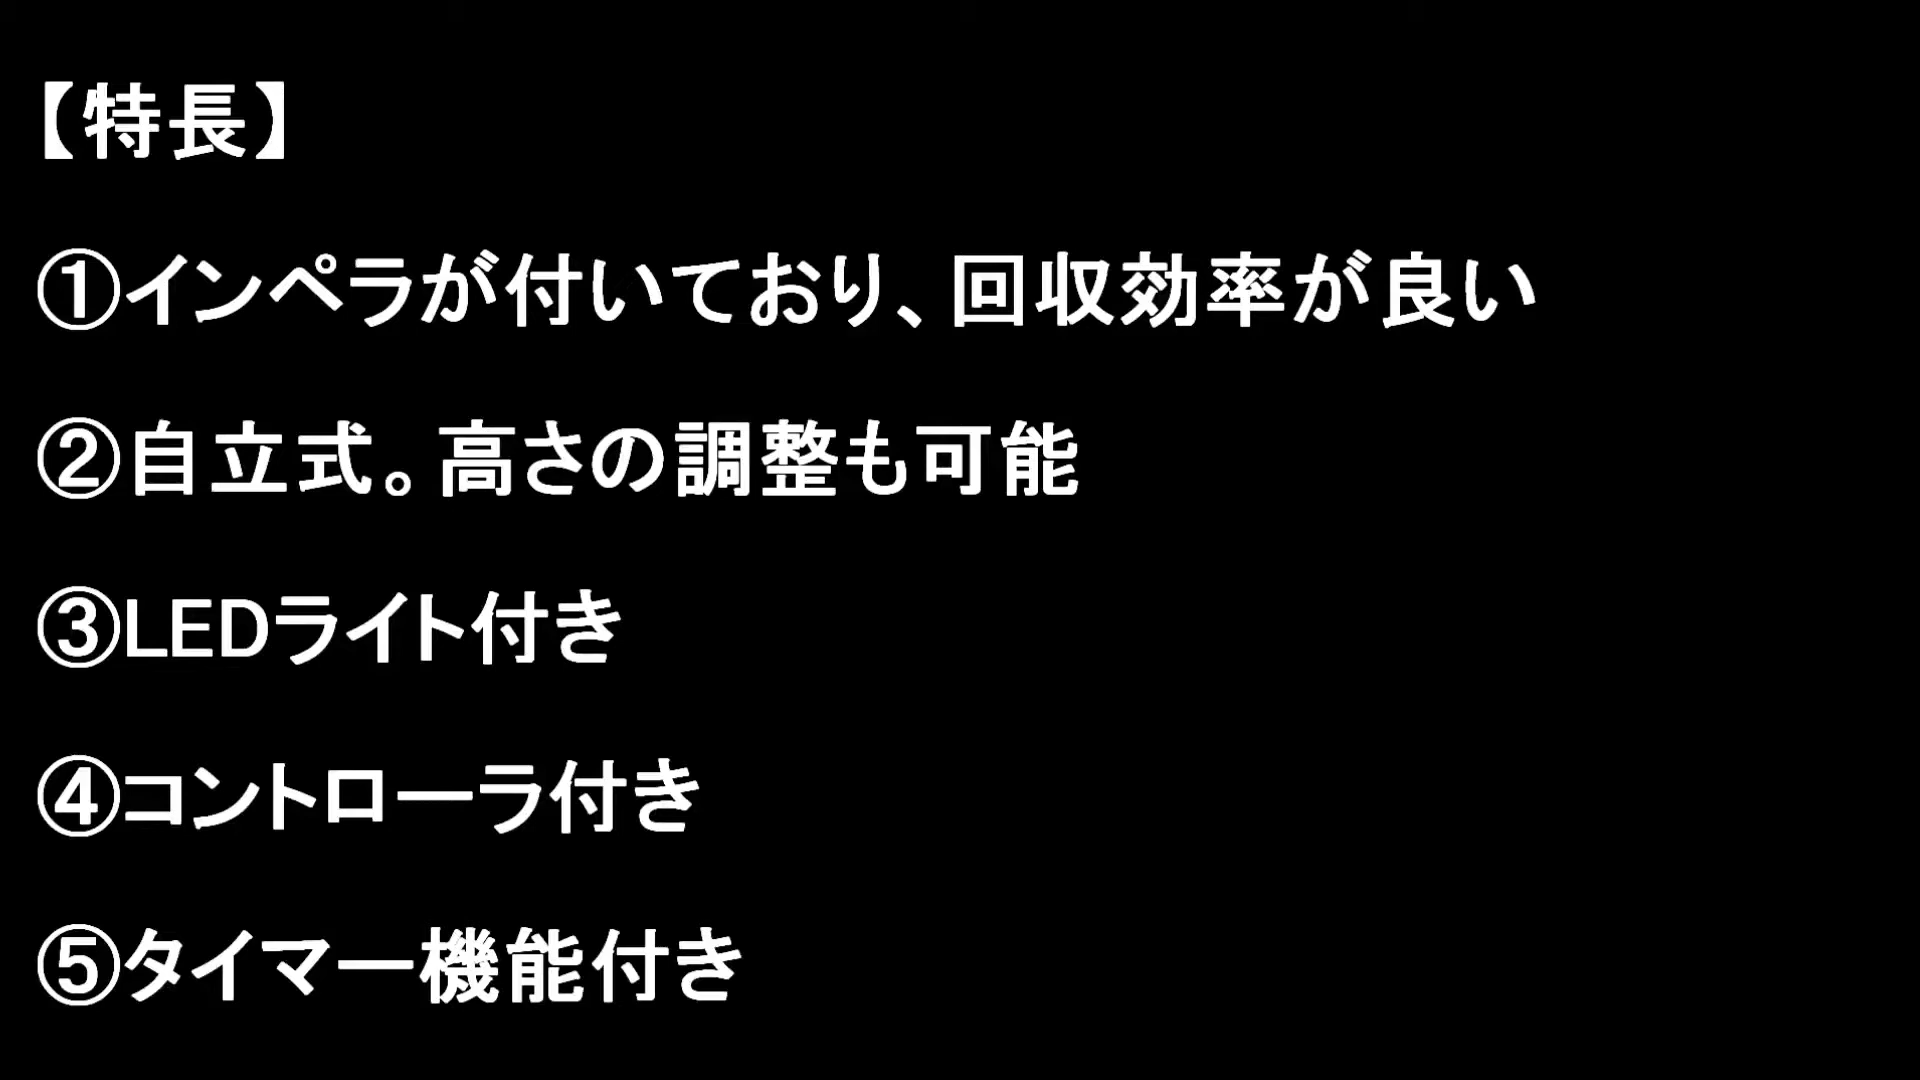 【特長】
①インペラが付いており、回収効率が良い
②自立式。高さの調整も可能
③LEDライト付き
④コントローラ付き
⑤タイマー機能付き